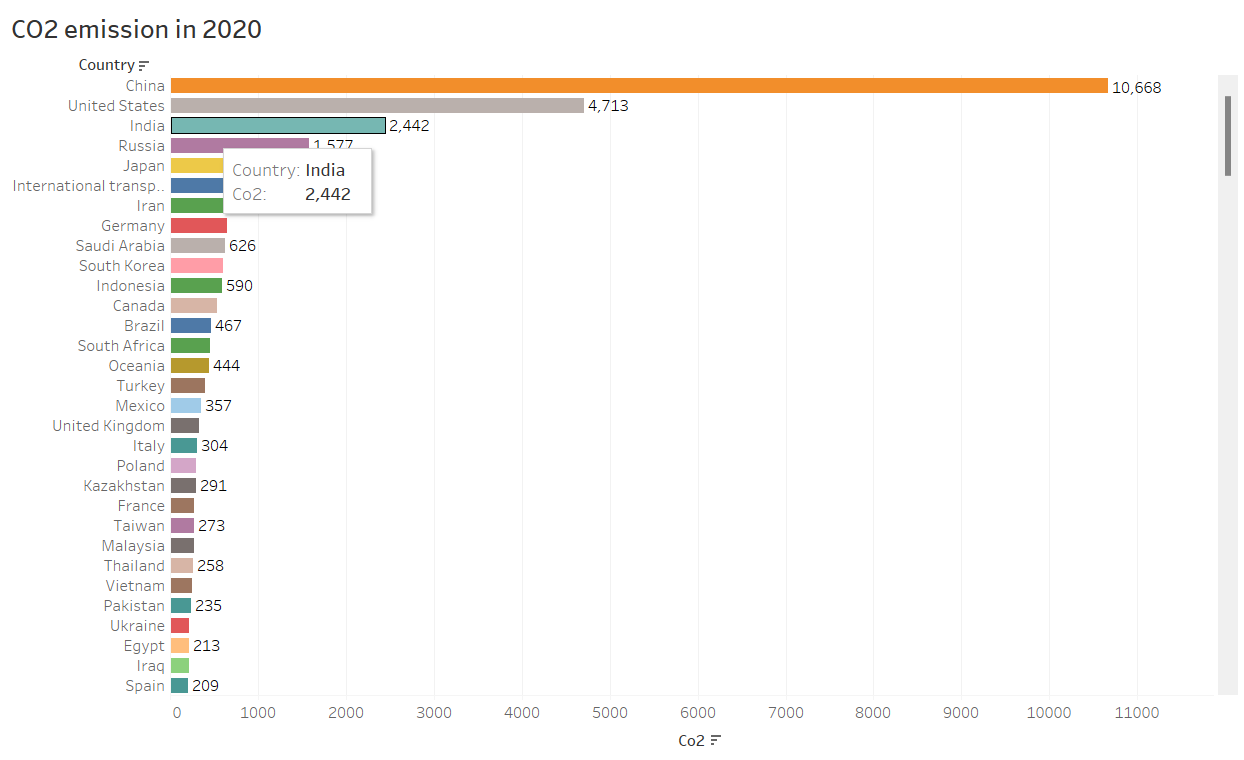 CO2 emission in 2020
Country
China 10,668
United States 4,713
India 2,442
Russia 1,577
Japan
International transp..
Country: India
Co2: 2,442
Iran
Germany
Saudi Arabia 626
South Korea
Indonesia 590
Canada
Brazil 467
South Africa
Oceania 444
Turkey
Mexico 357
United Kingdom
Italy 304
Poland
Kazakhstan 291
France
Taiwan 273
Malaysia
Thailand 258
Vietnam
Pakistan 235
Ukraine
Egypt 213
Iraq
Spain 209
0 1000 2000 3000 4000 5000 6000 7000 8000 9000 10000 11000
Co2